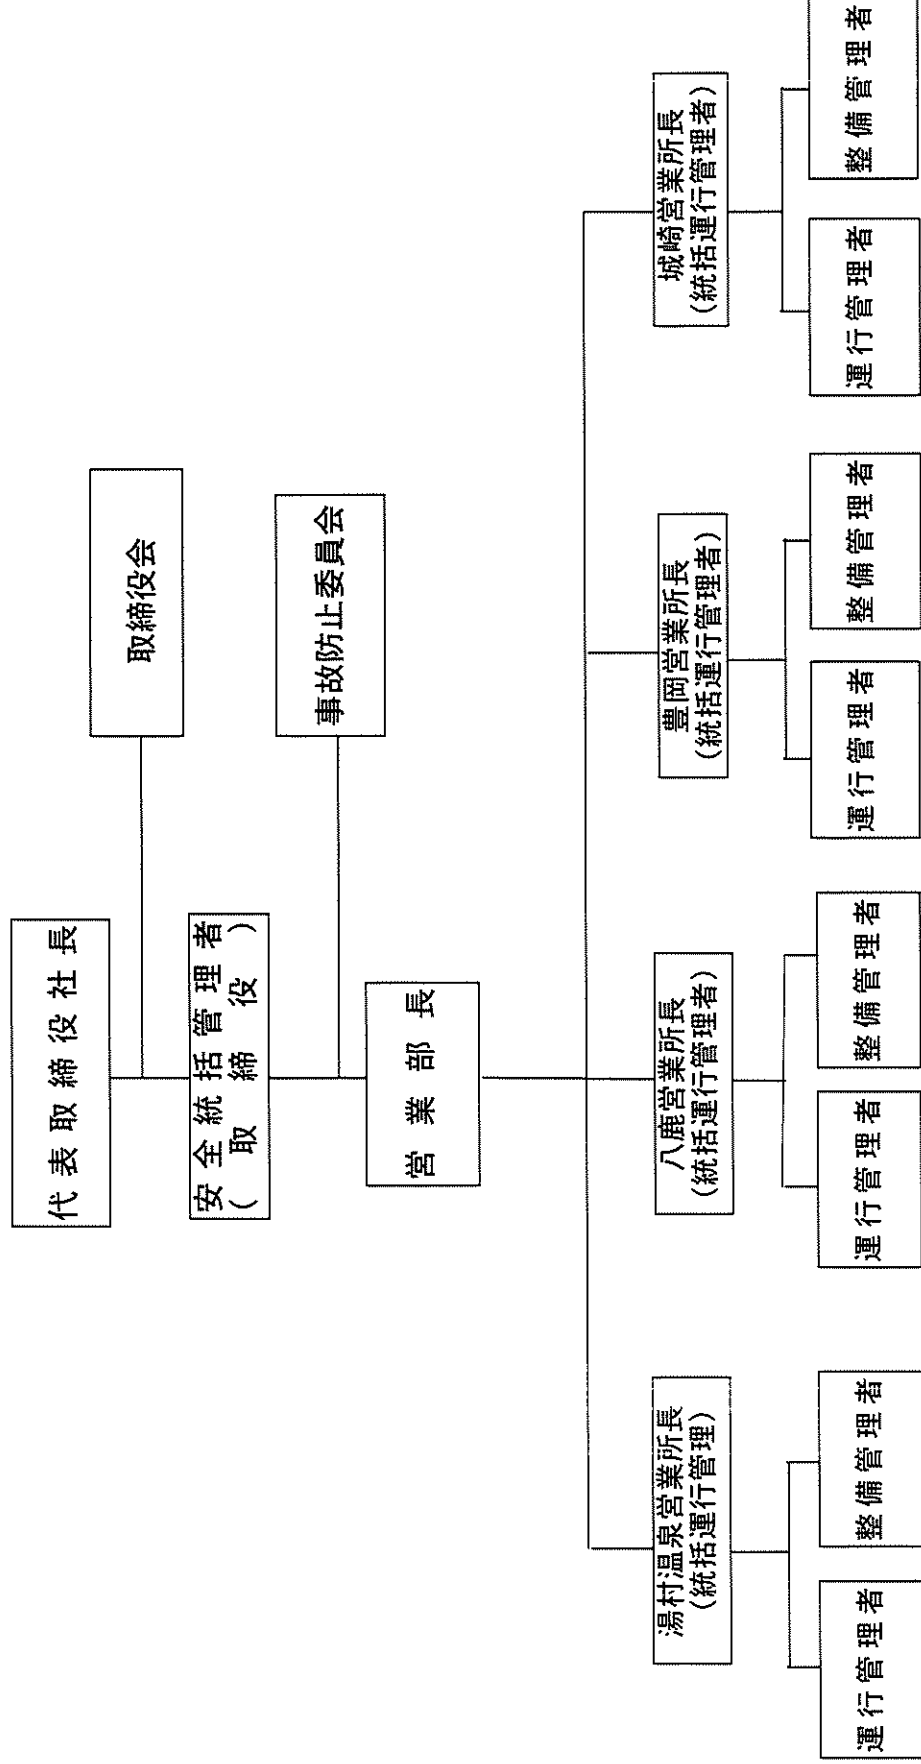 代表取締役社長
取締役会
安全統括管理者
(取締役)
事故防止委員会
営業部長
湯村温泉営業所長
(統括運行管理)
八鹿営業所長
(統括運行管理者)
豊岡営業所長
(統括運行管理者)
城崎営業所長
(統括運行管理者)
運行管理者
整備管理者
運行管理者
整備管理者
運行管理者
整備管理者
運行管理者
整備管理者